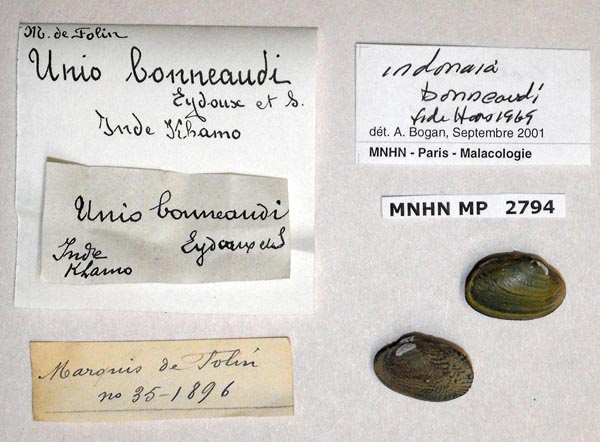 M. de Folin
Unio bonneaudi
Eydoux et S.
Inde Khamo
Unio bonneaudi
Inde Eydoux et S
Khamo
Marquis de Folin
no 35-1896
indonaia
bonneaudi
fide Haas 1969
dét. A. Bogan, Septembre 2001
MNHN - Paris - Malacologie
MNHN MP 2794